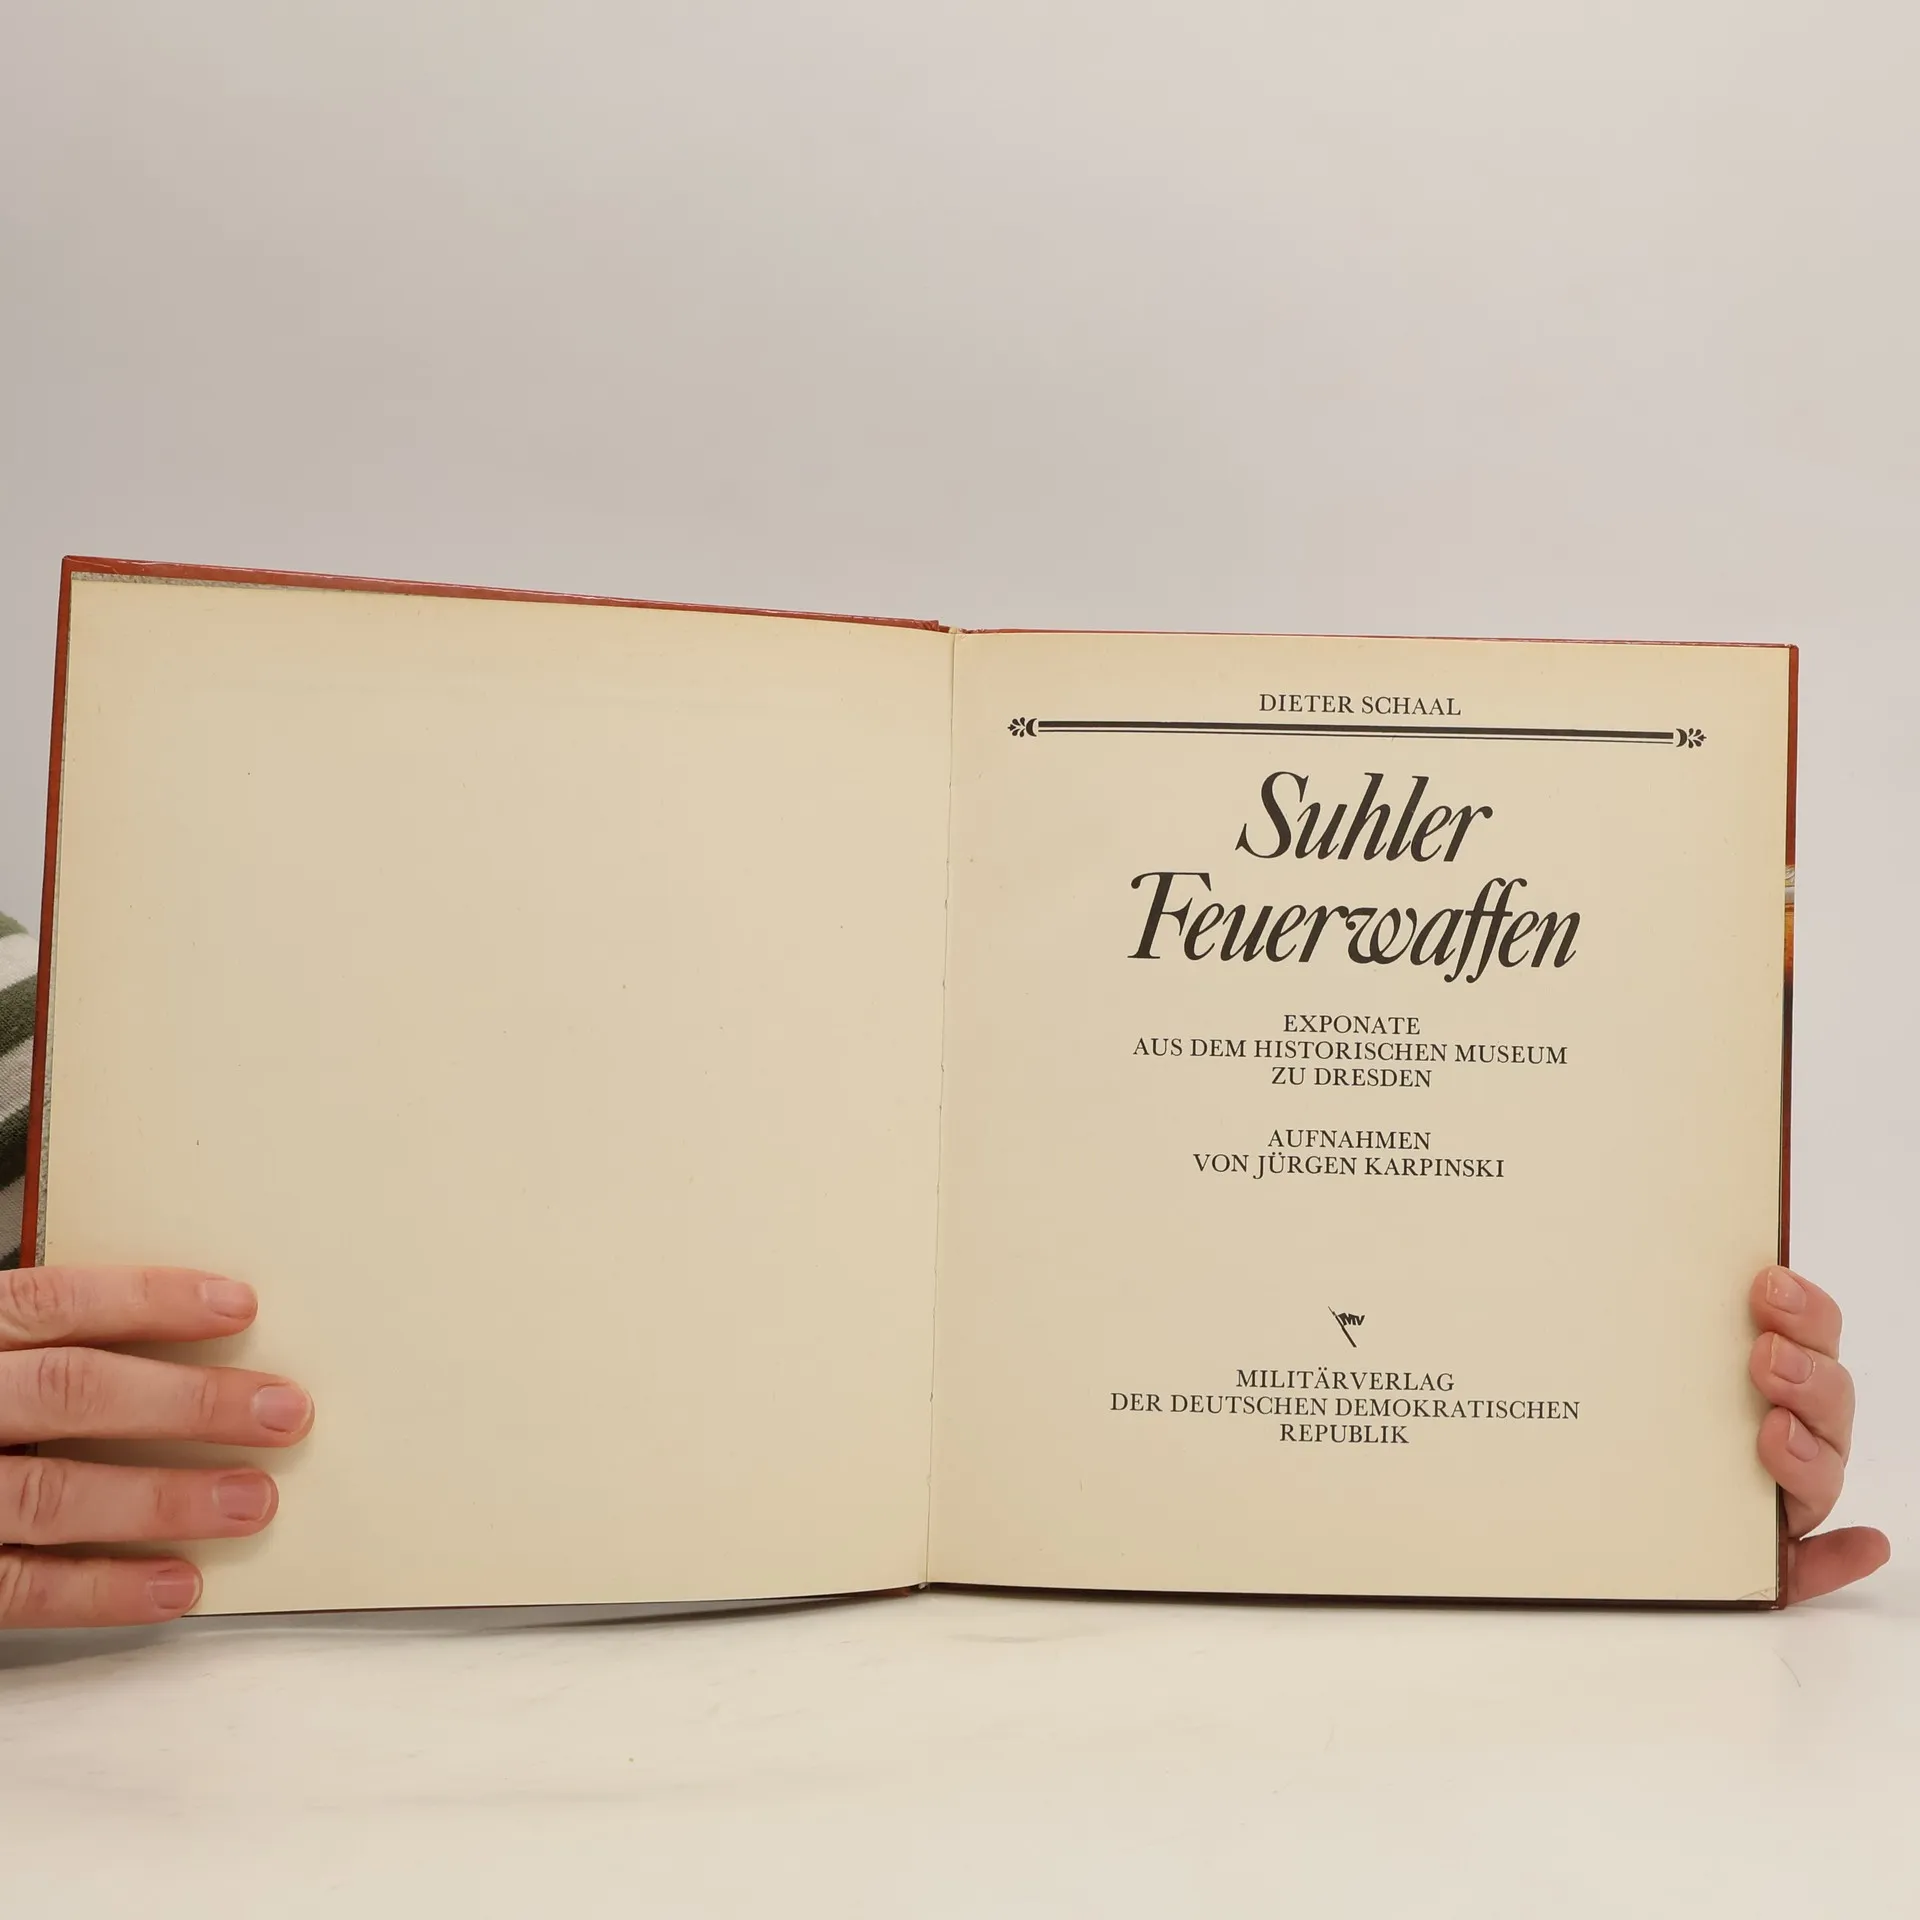 DIETER SCHAAL
Suhler
Feuerwaffen
EXPONATE
AUS DEM HISTORISCHEN MUSEUM
ZU DRESDEN
AUFNAHMEN
VON JÜRGEN KARPINSKI
MV
MILITÄRVERLAG
DER DEUTSCHEN DEMOKRATISCHEN
REPUBLIK